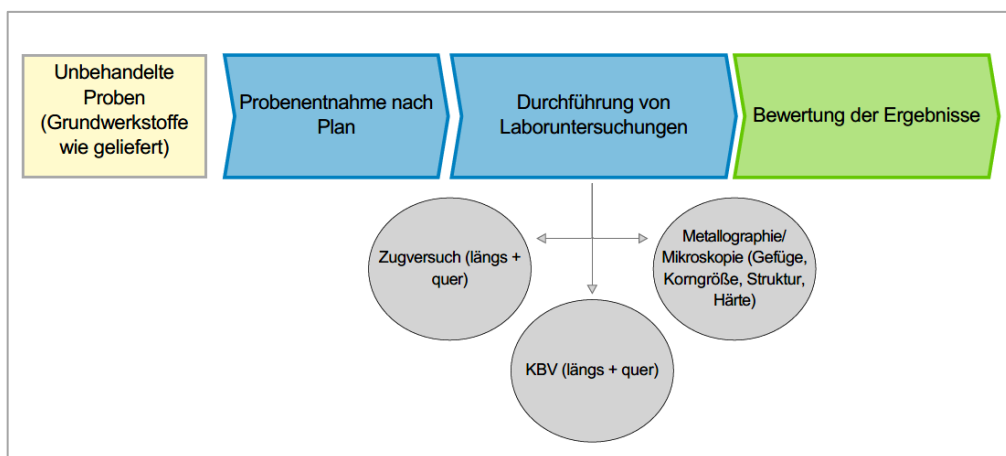 Unbehandelte
Proben
(Grundwerkstoffe
wie geliefert)
Probenentnahme nach
Plan
Durchführung von
Laboruntersuchungen
Bewertung der Ergebnisse
Zugversuch (längs +
quer)
KBV (längs + quer)
Metallographie/
Mikroskopie (Gefüge,
Korngröße, Struktur,
Härte)